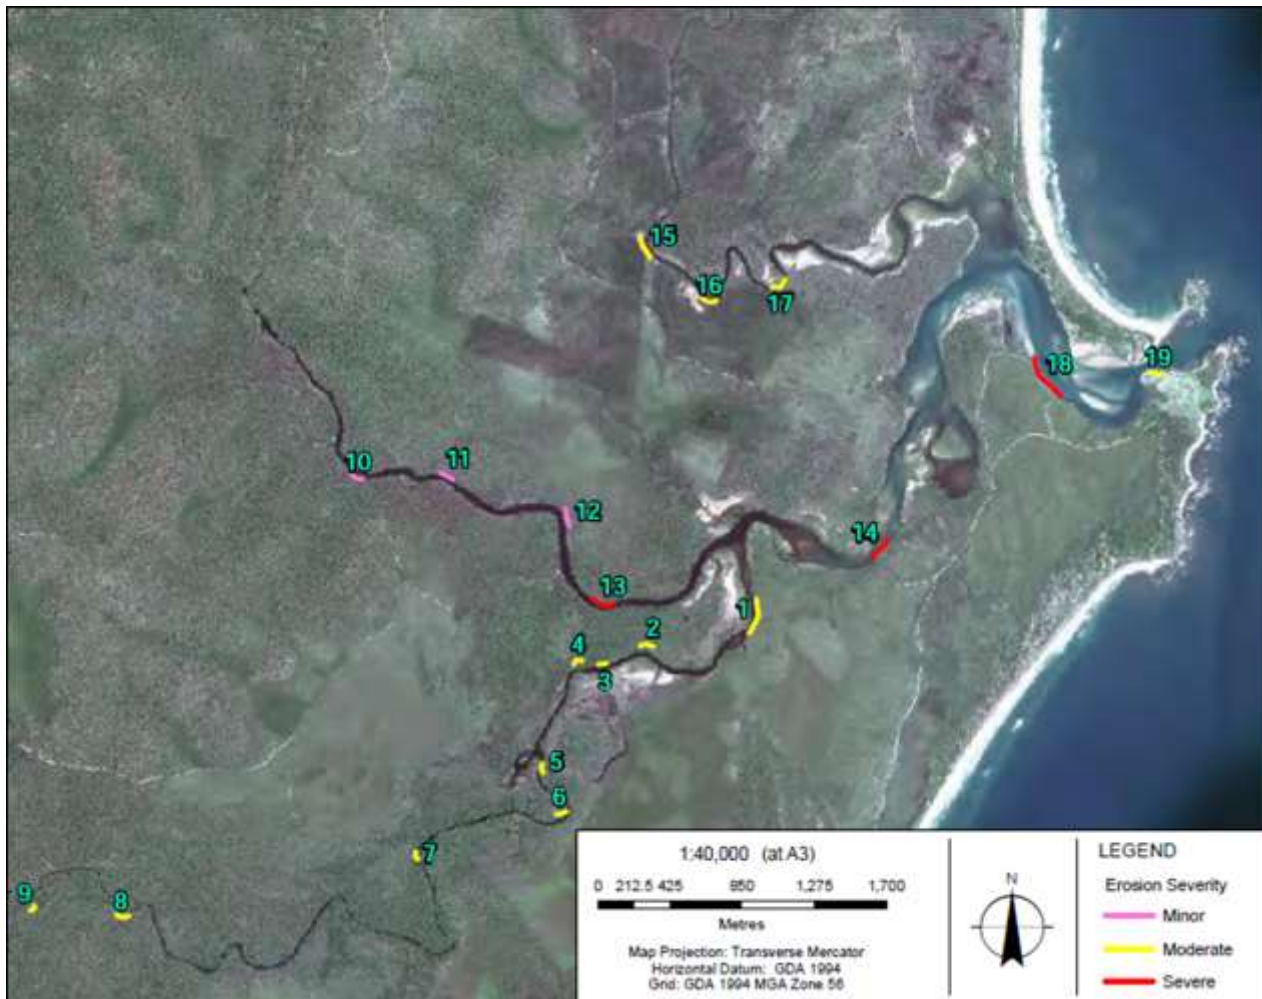 15
16
17
18
19
10
11
12
14
13
1
2
4
3
5
6
7
9
8
1:40,000 (at A3)
0 212.5 425 850 1,275 1,700
Metres
Map Projection: Transverse Mercator
Horizontal Datum: GDA 1994
Grid: GDA 1994 MGA Zone 56
N
LEGEND
Erosion Severity
Minor
Moderate
Severe